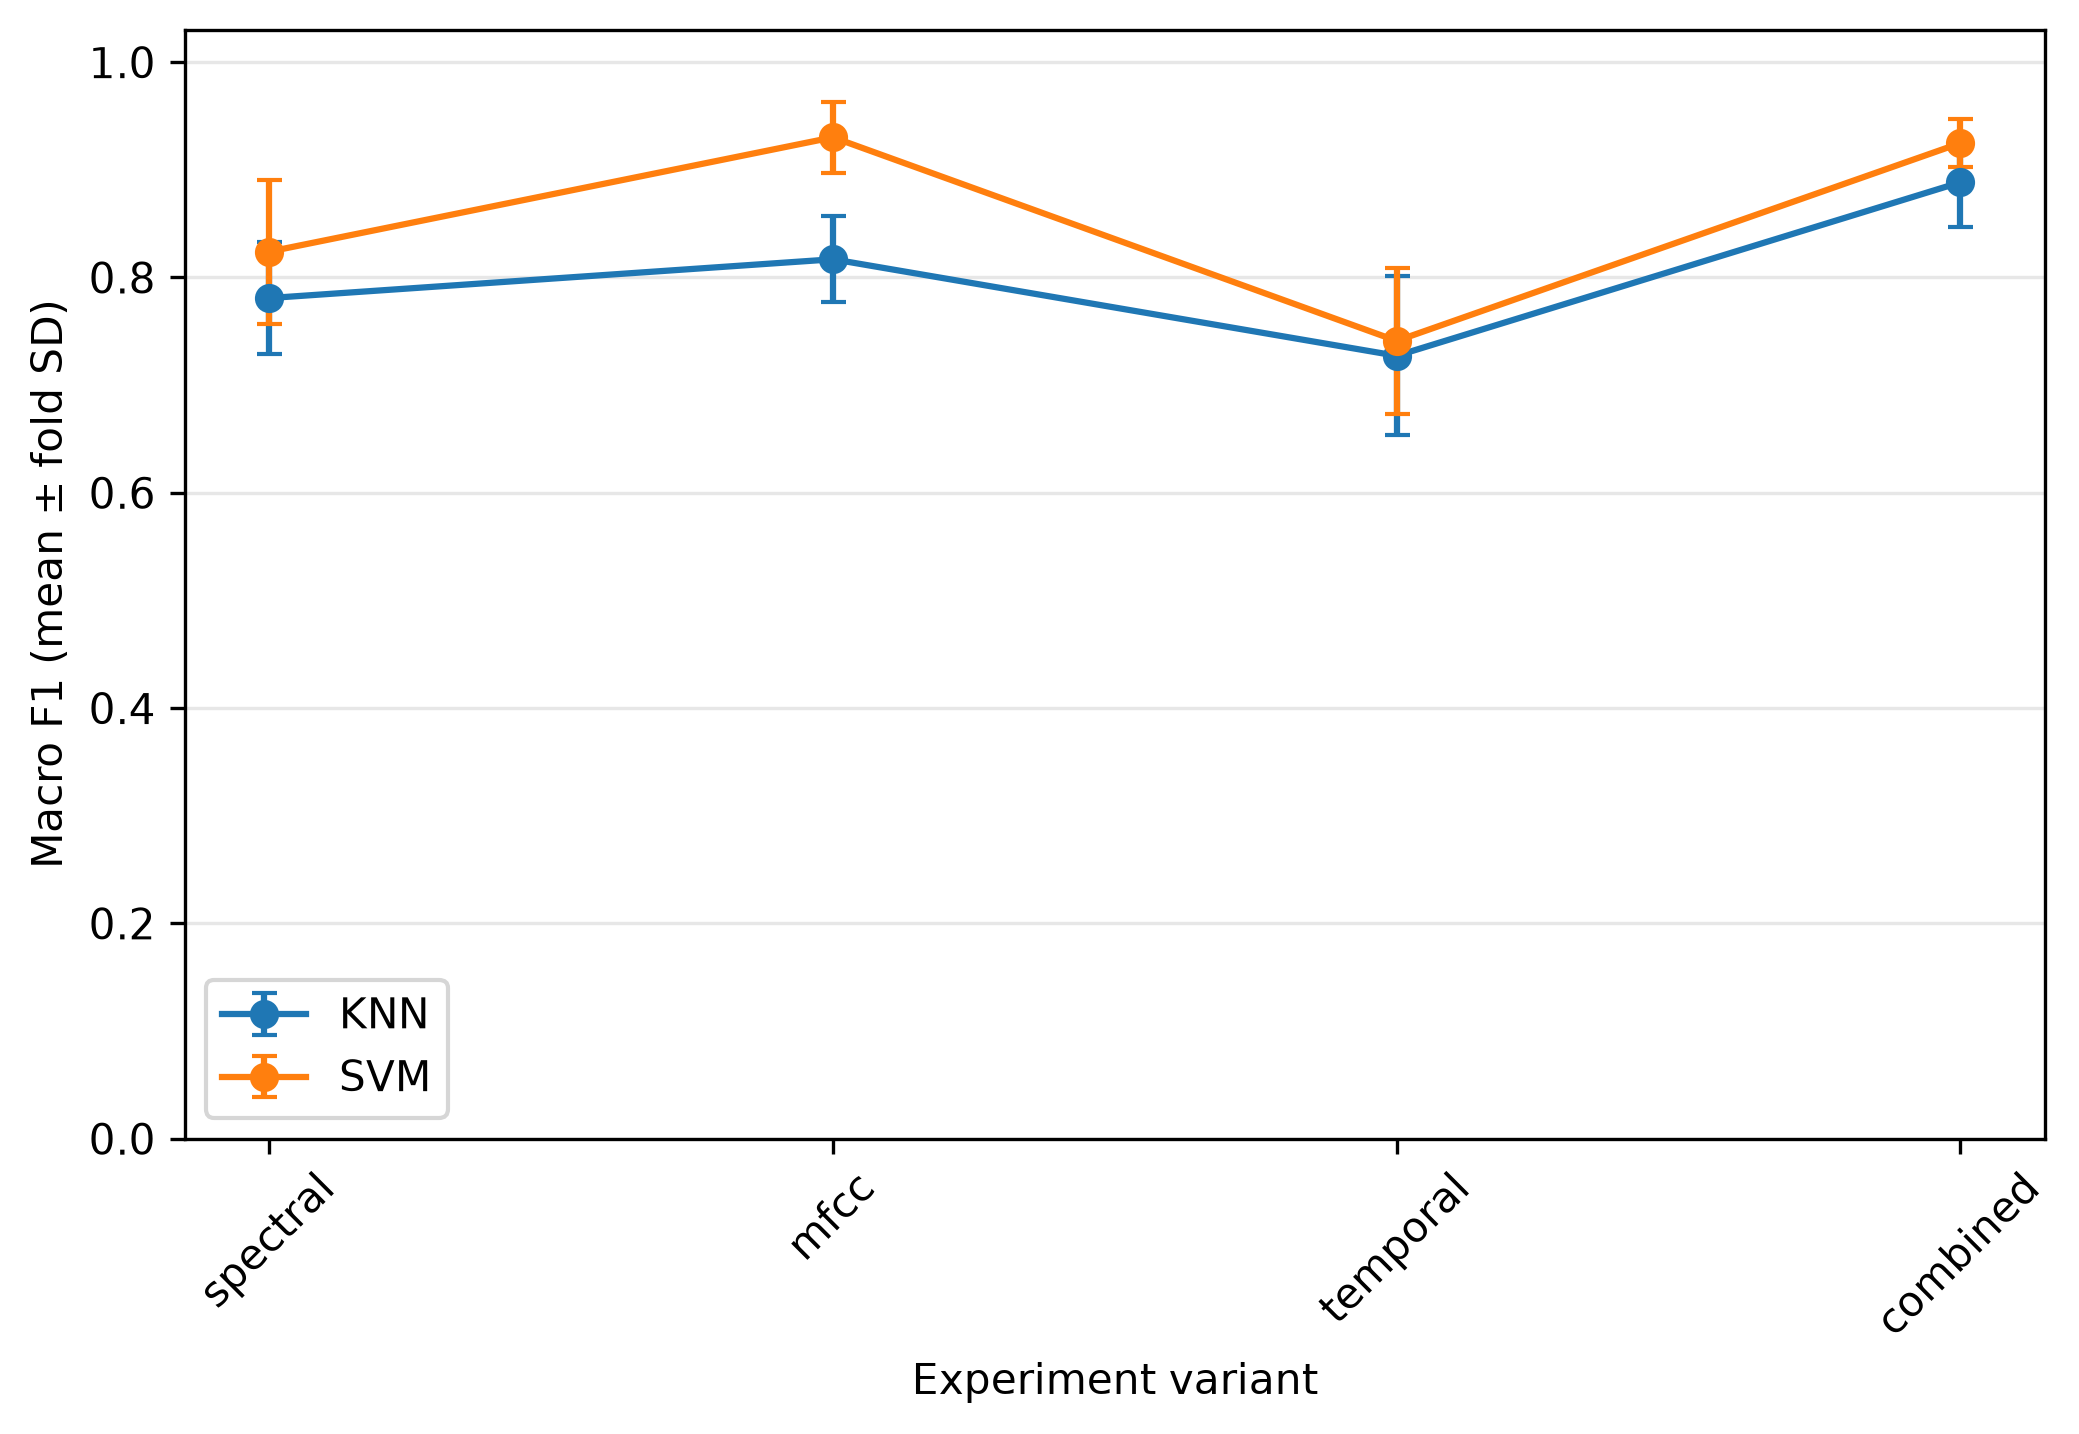 Macro F1 (mean ± fold SD)
1.0
0.8
0.6
0.4
0.2
0.0
KNN
SVM
spectral
mfcc
temporal
combined
Experiment variant